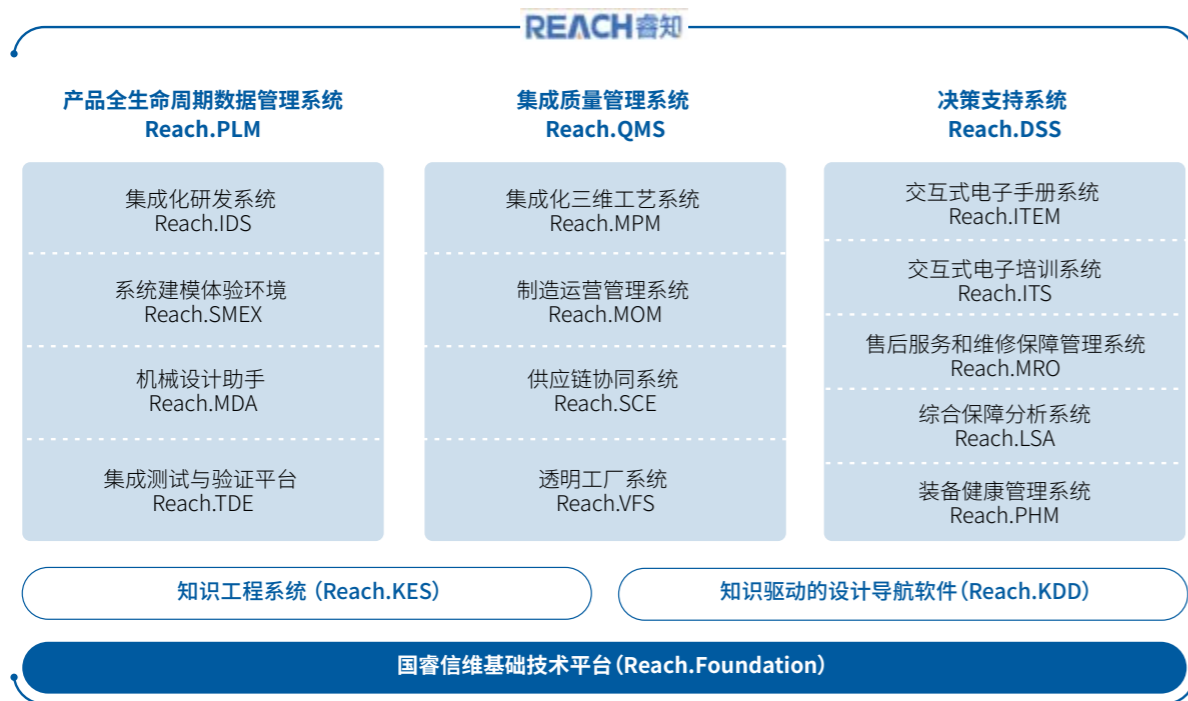 REACH睿知
产品全生命周期数据管理系统
Reach.PLM
集成化研发系统
Reach.IDS
系统建模体验环境
Reach.SMEX
机械设计助手
Reach.MDA
集成测试与验证平台
Reach.TDE
集成质量管理系统
Reach.QMS
集成化三维工艺系统
Reach.MPM
制造运营管理系统
Reach.MOM
供应链协同系统
Reach.SCE
透明工厂系统
Reach.VFS
决策支持系统
Reach.DSS
交互式电子手册系统
Reach.ITEM
交互式电子培训系统
Reach.ITS
售后服务和维修保障管理系统
Reach.MRO
综合保障分析系统
Reach.LSA
装备健康管理系统
Reach.PHM
知识工程系统（Reach.KES）
知识驱动的设计导航软件（Reach.KDD）
国睿信维基础技术平台（Reach.Foundation）